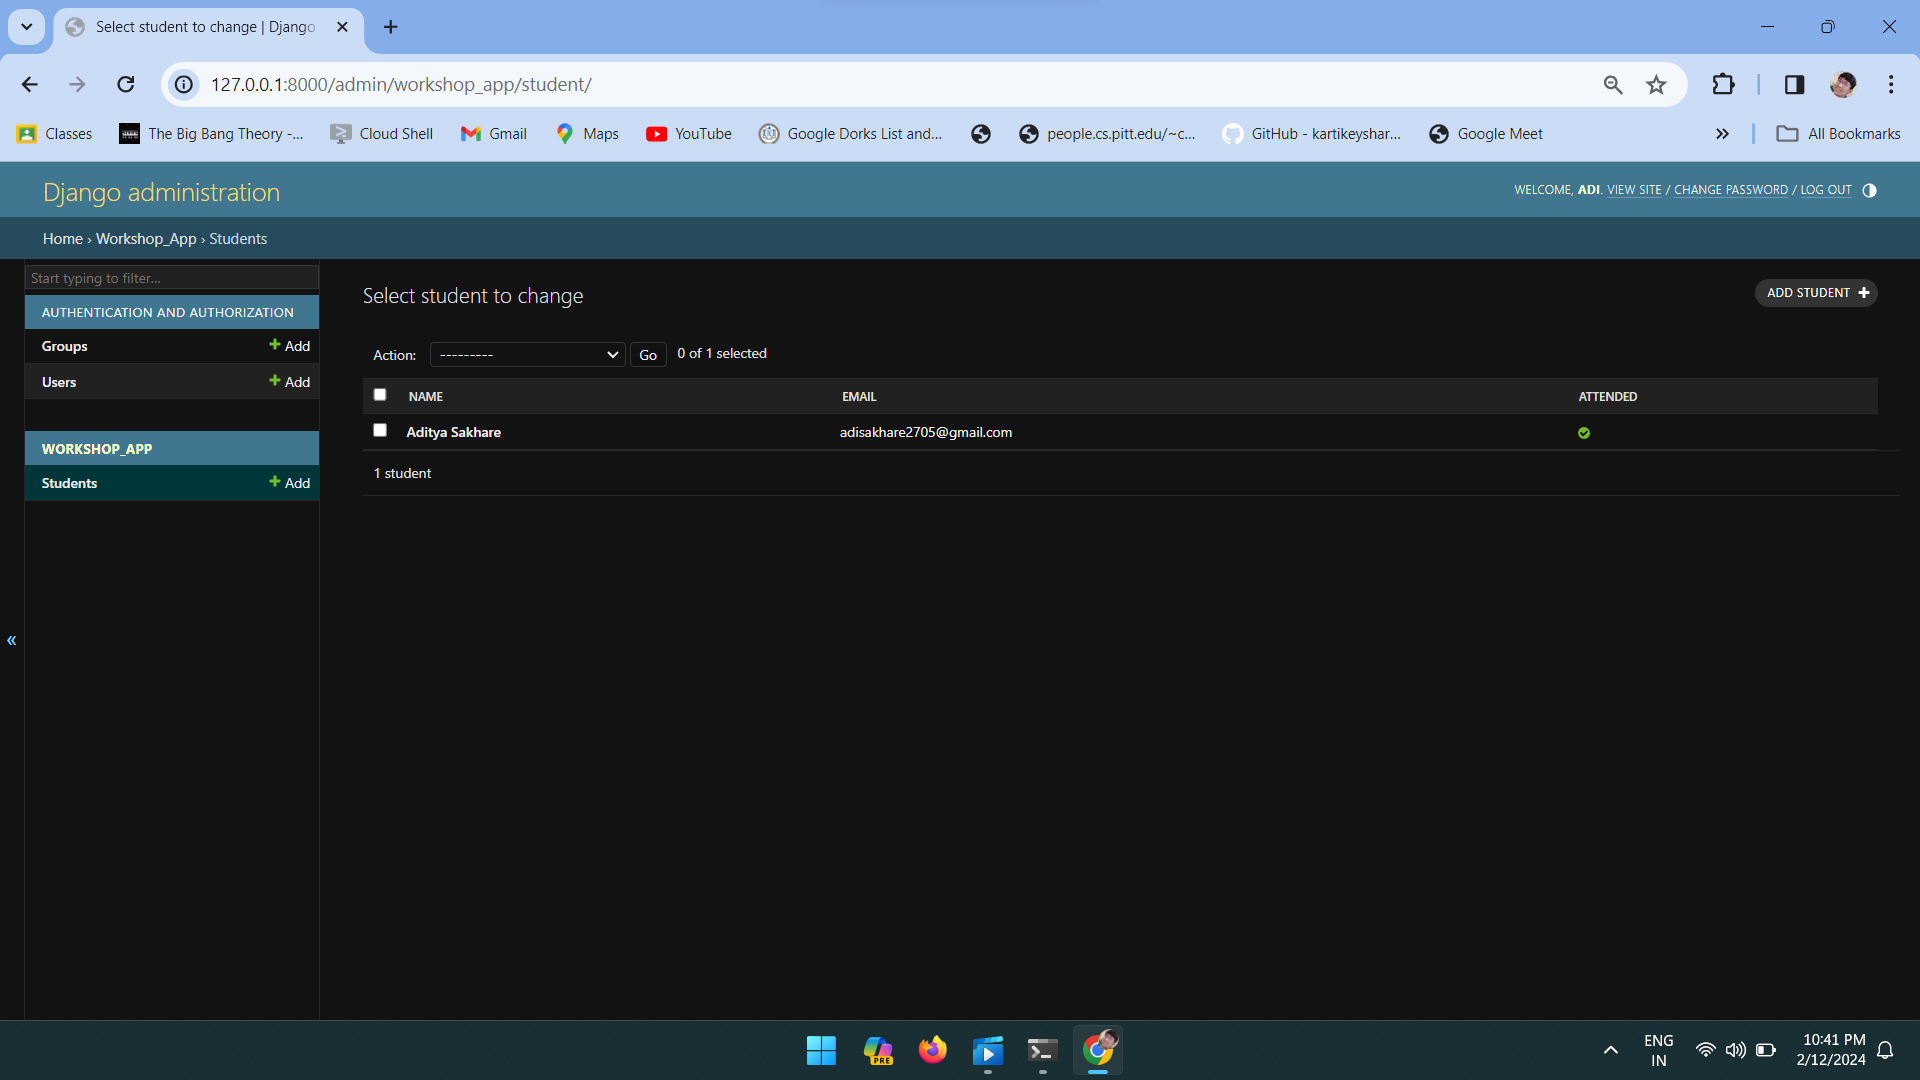 Select student to change | Django
127.0.0.1:8000/admin/workshop_app/student/
Classes
The Big Bang Theory -...
Cloud Shell
Gmail
Maps
YouTube
Google Dorks List and...
people.cs.pitt.edu/~c...
GitHub - kartikeyshar...
Google Meet
All Bookmarks
Django administration
WELCOME, ADI. VIEW SITE / CHANGE PASSWORD / LOG OUT
Home › Workshop_App › Students
Start typing to filter...
AUTHENTICATION AND AUTHORIZATION
Groups Add
Users Add
WORKSHOP_APP
Students Add
Select student to change
ADD STUDENT
Action: --------- Go 0 of 1 selected
NAME EMAIL ATTENDED
Aditya Sakhare adisakhare2705@gmail.com
1 student
PRE
ENG
IN
10:41 PM
2/12/2024